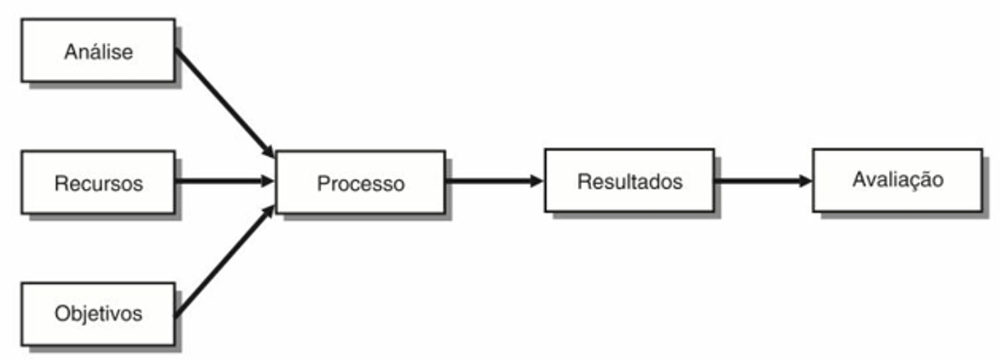 Análise
Recursos
Objetivos
Processo
Resultados
Avaliação